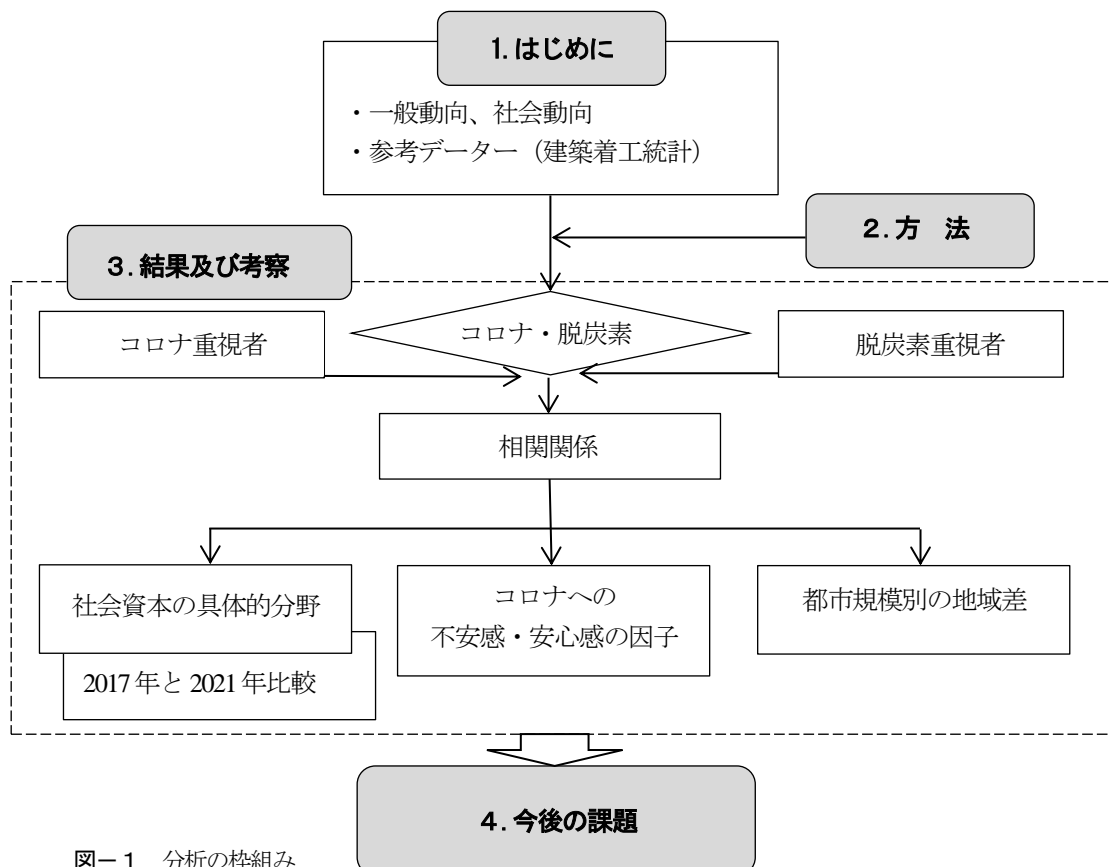 1.はじめに
・一般動向、社会動向
・参考データー（建築着工統計）
2.方　法
3.結果及び考察
コロナ重視者
コロナ・脱炭素
脱炭素重視者
相関関係
社会資本の具体的分野
2017年と2021年比較
コロナへの
不安感・安心感の因子
都市規模別の地域差
4.今後の課題
図－1　分析の枠組み